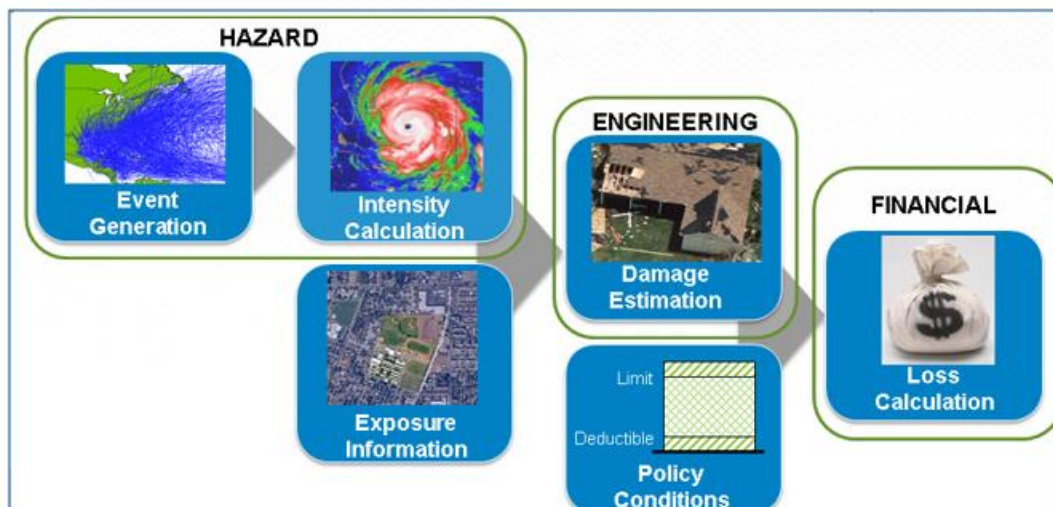 HAZARD
Event
Generation
Intensity
Calculation
Exposure
Information
ENGINEERING
Damage
Estimation
Limit
Deductible
Policy
Conditions
FINANCIAL
$
Loss
Calculation